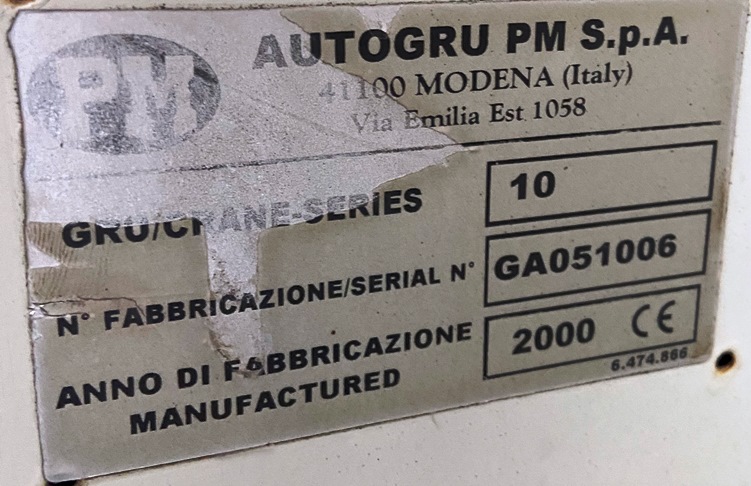 PM
AUTOGRU PM S.p.A.
41100 MODENA (Italy)
Via Emilia Est 1058
GRU/CRANE-SERIES 10
N° FABBRICAZIONE/SERIAL N° GA051006
ANNO DI FABBRICAZIONE
MANUFACTURED 2000 CE
6.474.866